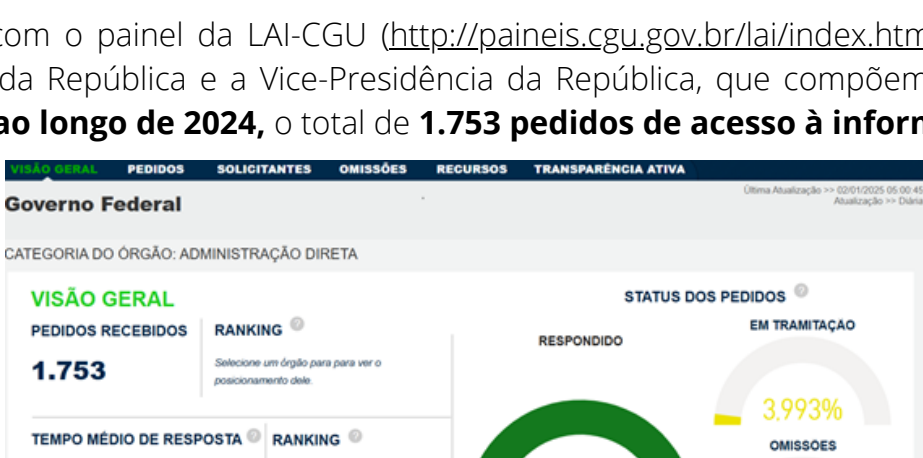 com o painel da LAI-CGU (http://paineis.cgu.gov.br/lai/index.htm
da República e a Vice-Presidência da República, que compõem
ao longo de 2024, o total de 1.753 pedidos de acesso à inform
VISÃO GERAL PEDIDOS SOLICITANTES OMISSÕES RECURSOS TRANSPARÊNCIA ATIVA
Governo Federal
Última Atualização >> 02/01/2025 05:00:45
Atualização >> Diária
CATEGORIA DO ÓRGÃO: ADMINISTRAÇÃO DIRETA
VISÃO GERAL
PEDIDOS RECEBIDOS
1.753
RANKING
Selecione um órgão para para ver o
posicionamento dele.
TEMPO MÉDIO DE RESPOSTA
RANKING
STATUS DOS PEDIDOS
RESPONDIDO
EM TRAMITAÇÃO
3.993%
OMISSÕES